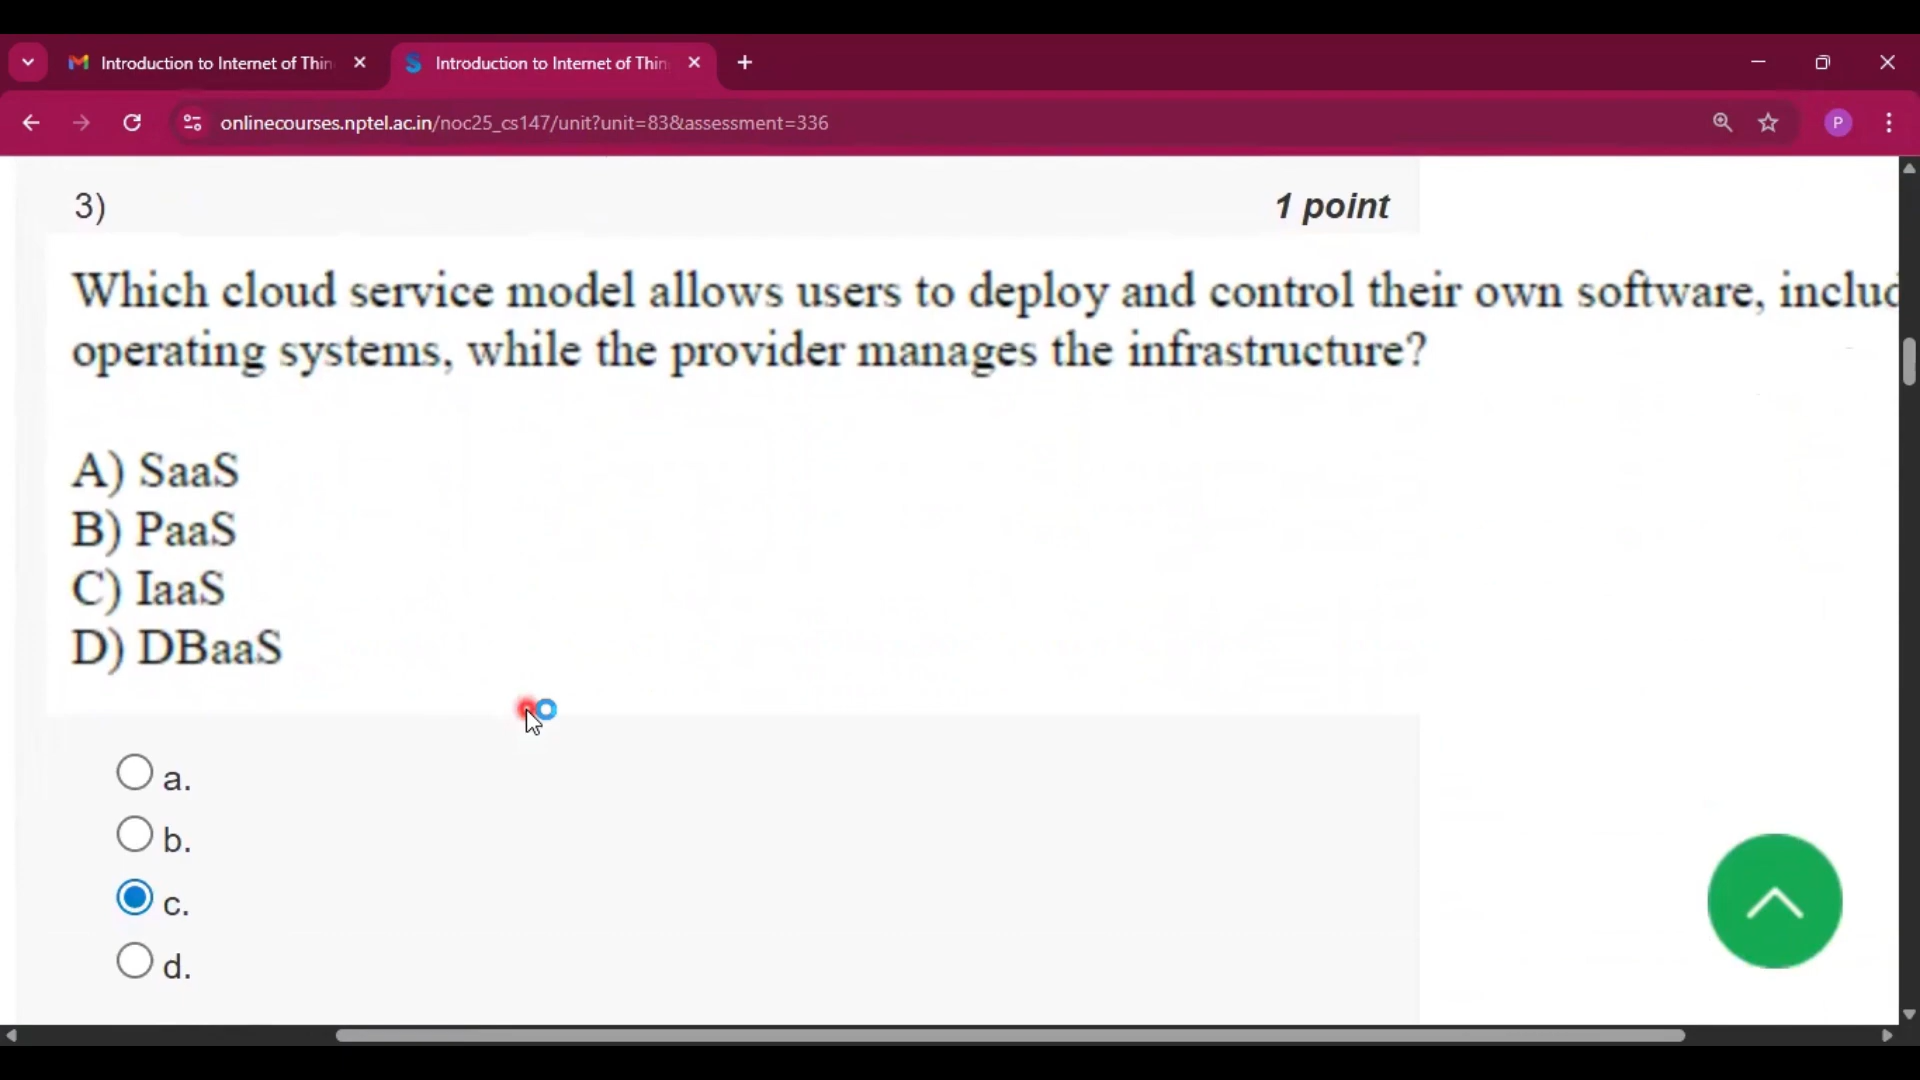 Introduction to Internet of Thin
Introduction to Internet of Thin
onlinecourses.nptel.ac.in/noc25_cs147/unit?unit=83&assessment=336
P
3)
1 point
Which cloud service model allows users to deploy and control their own software, includ
operating systems, while the provider manages the infrastructure?
A) SaaS
B) PaaS
C) IaaS
D) DBaaS
a.
b.
c.
d.